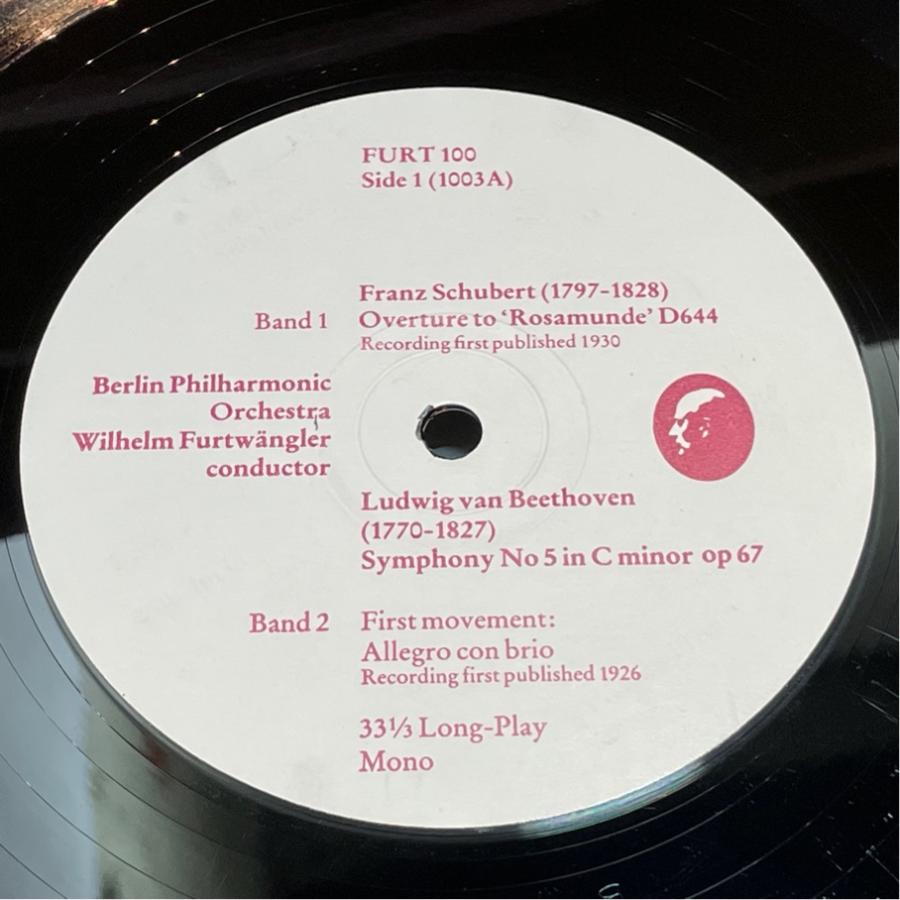 FURT 100
Side 1 (1003A)
Franz Schubert (1797-1828)
Band 1 Overture to ‘Rosamunde’ D644
Recording first published 1930
Berlin Philharmonic
Orchestra
Wilhelm Furtwängler
conductor
Ludwig van Beethoven
(1770-1827)
Symphony No 5 in C minor op 67
Band 2 First movement:
Allegro con brio
Recording first published 1926
33⅓ Long-Play
Mono